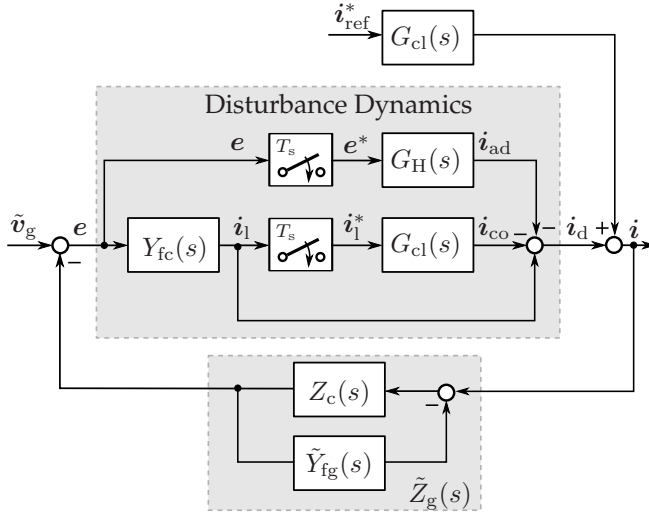 i*ref
Gcl(s)
Disturbance Dynamics
e
Ts
e*
GH(s)
iad
ṽg
e
Yfc(s)
il
Ts
i*l
Gcl(s)
ico
−
−
id
+
i
−
Zc(s)
−
Ỹfg(s)
Z̃g(s)